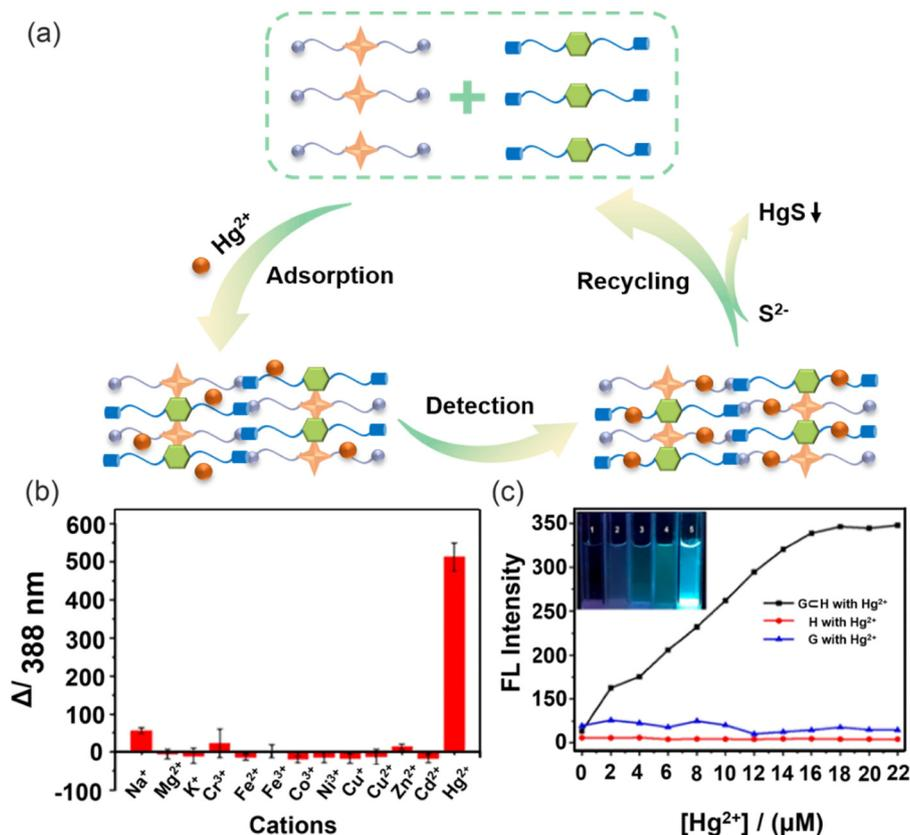 (a)
Hg²⁺
Adsorption
Recycling
HgS↓
S²⁻
Detection
(b)
Δ/ 388 nm
600
500
400
300
200
100
0
-100
Na⁺ Mg²⁺ K⁺ Cr³⁺ Fe²⁺ Fe³⁺ Co³⁺ Ni³⁺ Cu⁺ Cu²⁺ Zn²⁺ Cd²⁺ Hg²⁺
Cations
(c)
FL Intensity
350
300
250
200
150
0
1 2 3 4 5
G⊂H with Hg²⁺
H with Hg²⁺
G with Hg²⁺
0 2 4 6 8 10 12 14 16 18 20 22
[Hg²⁺] / (μM)